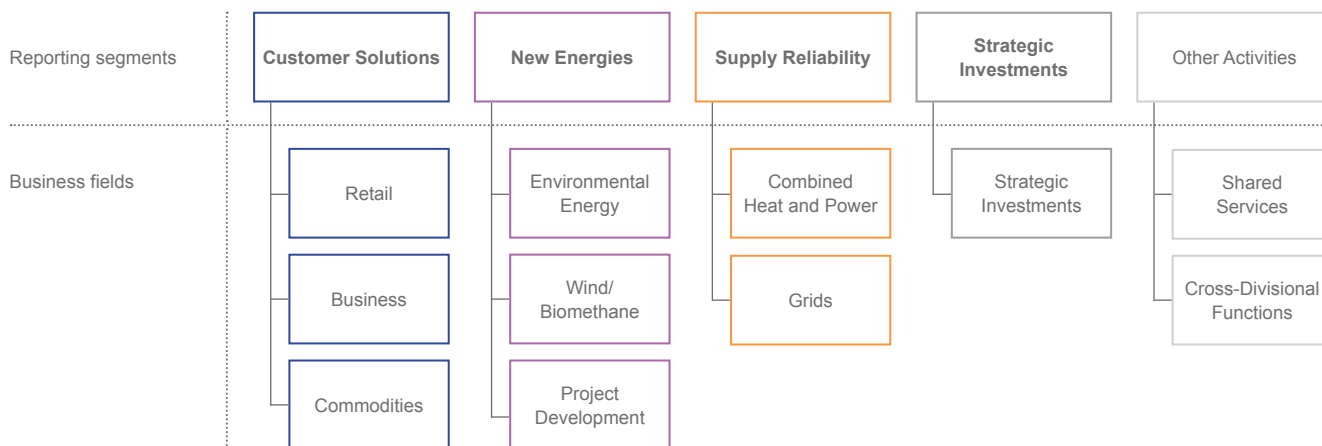 Reporting segments
Customer Solutions
New Energies
Supply Reliability
Strategic
Investments
Other Activities
Business fields
Retail
Environmental
Energy
Combined
Heat and Power
Strategic
Investments
Shared
Services
Business
Wind/
Biomethane
Grids
Cross-Divisional
Functions
Commodities
Project
Development